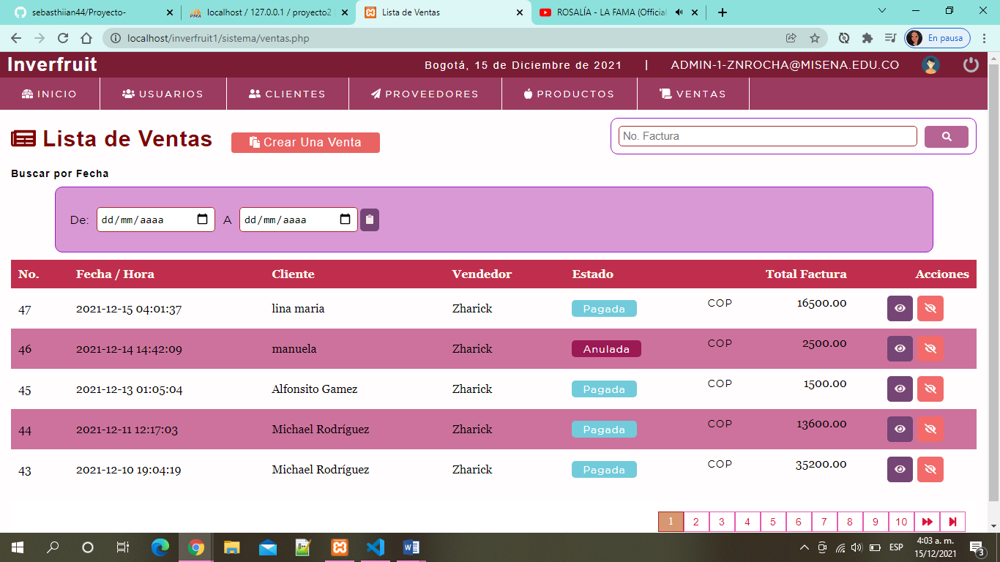 sebasthiian44/Proyecto-
localhost / 127.0.0.1 / proyecto2
Lista de Ventas
ROSALÍA - LA FAMA (Official
localhost/inverfruit1/sistema/ventas.php
En pausa
Inverfruit
Bogotá, 15 de Diciembre de 2021 | ADMIN-1-ZNROCHA@MISENA.EDU.CO
INICIO USUARIOS CLIENTES PROVEEDORES PRODUCTOS VENTAS
Lista de Ventas
Crear Una Venta
No. Factura
Buscar por Fecha
De: dd/mm/aaaa A dd/mm/aaaa
No. Fecha / Hora Cliente Vendedor Estado Total Factura Acciones
47 2021-12-15 04:01:37 lina maria Zharick Pagada COP 16500.00
46 2021-12-14 14:42:09 manuela Zharick Anulada COP 2500.00
45 2021-12-13 01:05:04 Alfonsito Gamez Zharick Pagada COP 1500.00
44 2021-12-11 12:17:03 Michael Rodríguez Zharick Pagada COP 13600.00
43 2021-12-10 19:04:19 Michael Rodríguez Zharick Pagada COP 35200.00
1 2 3 4 5 6 7 8 9 10
ESP
4:03 a. m.
15/12/2021
3